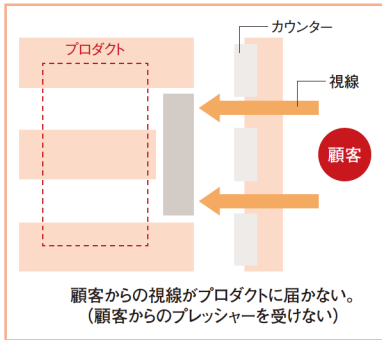 カウンター
プロダクト
視線
顧客
顧客からの視線がプロダクトに届かない。
（顧客からのプレッシャーを受けない）